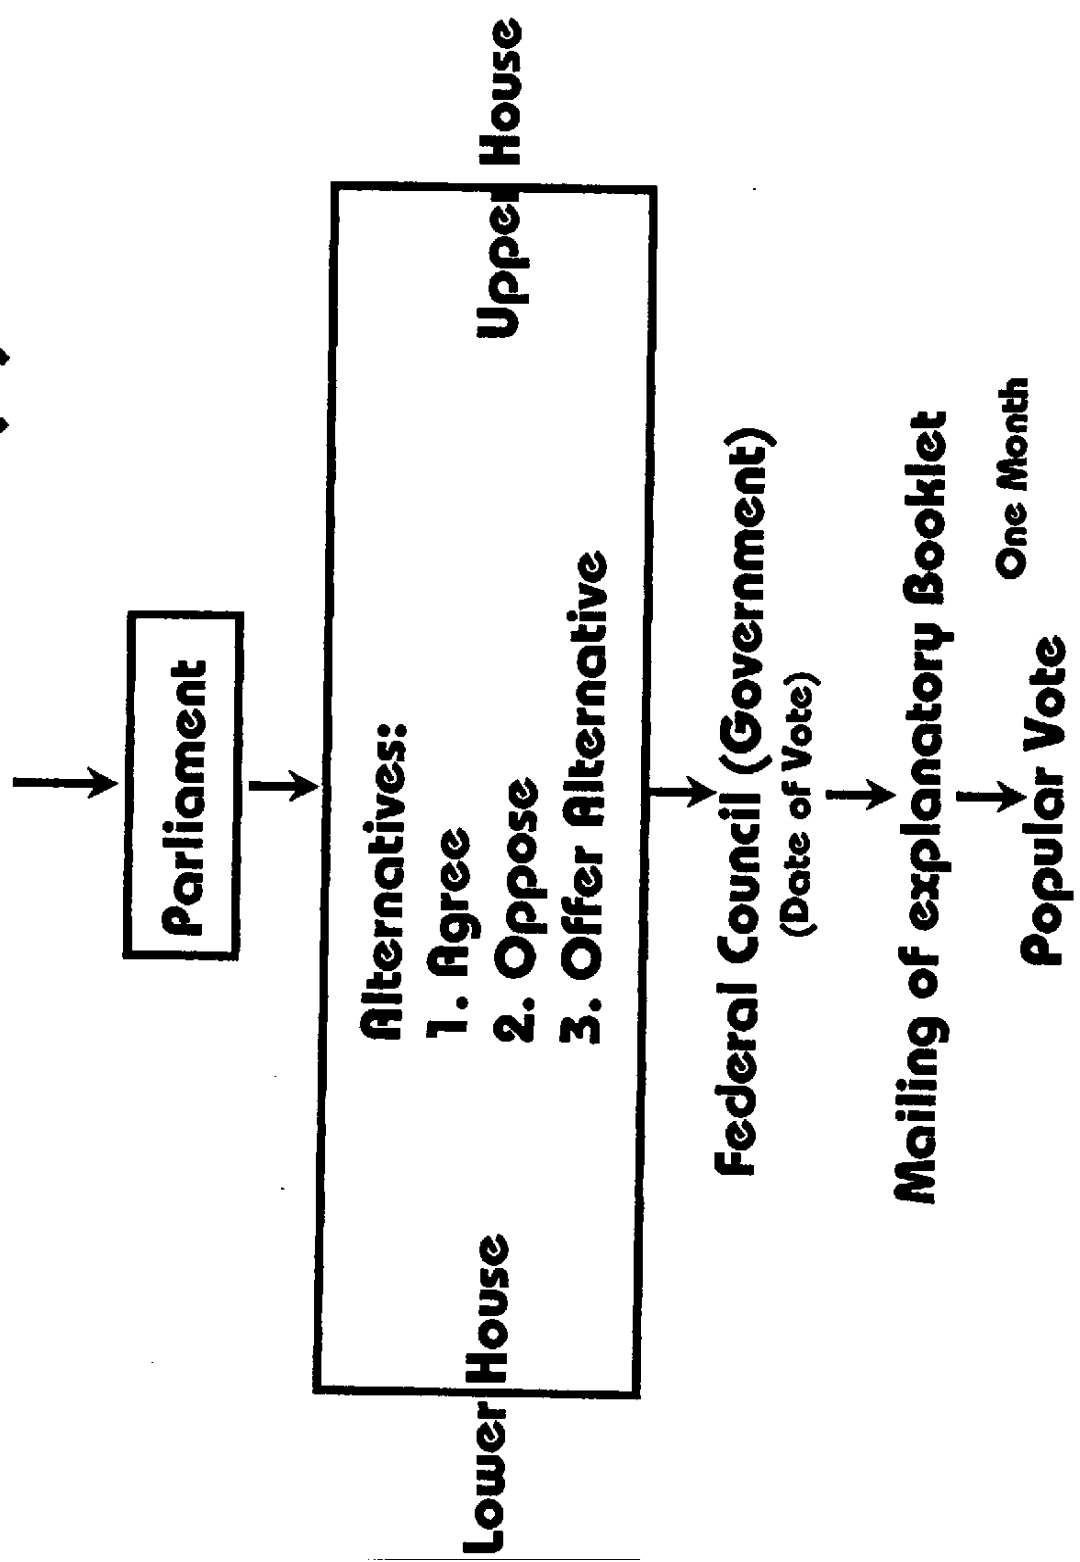 Parliament
Alternatives:
1. Agree
2. Oppose
3. Offer Alternative
Lower House
Upper House
Federal Council (Government)
(Date of Vote)
Mailing of explanatory Booklet
One Month
Popular Vote